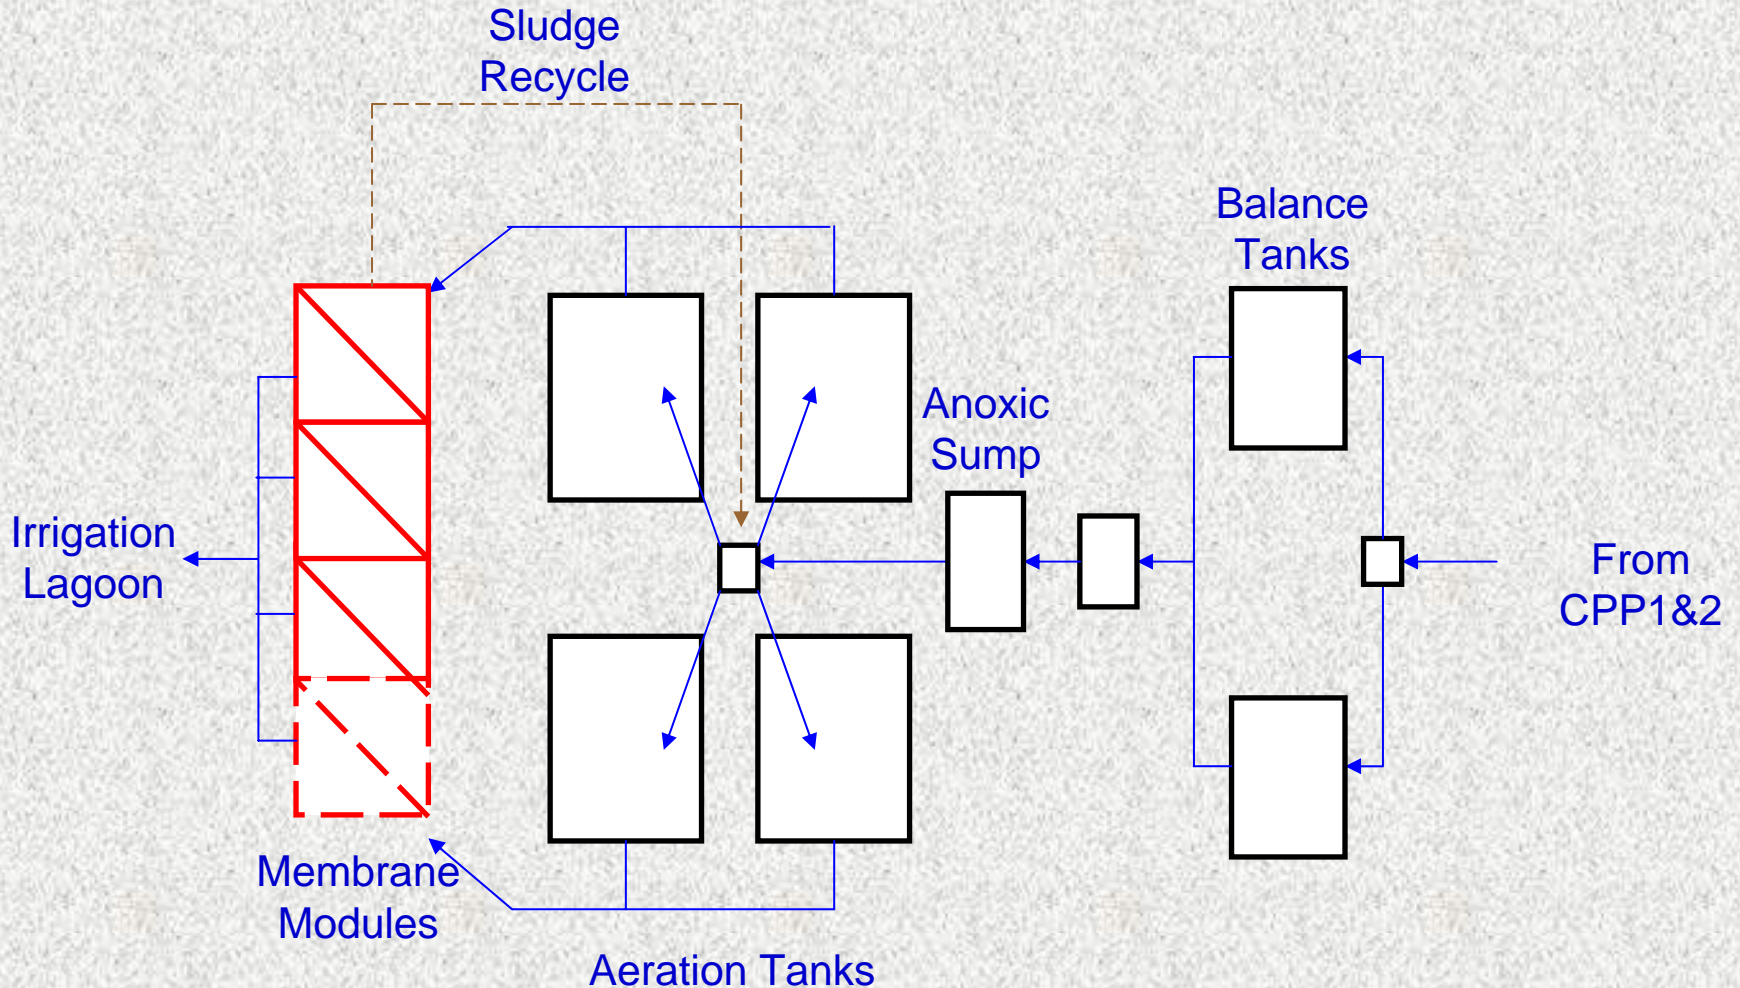 Sludge
Recycle
Balance
Tanks
Anoxic
Sump
Irrigation
Lagoon
From
CPP1&2
Membrane
Modules
Aeration Tanks